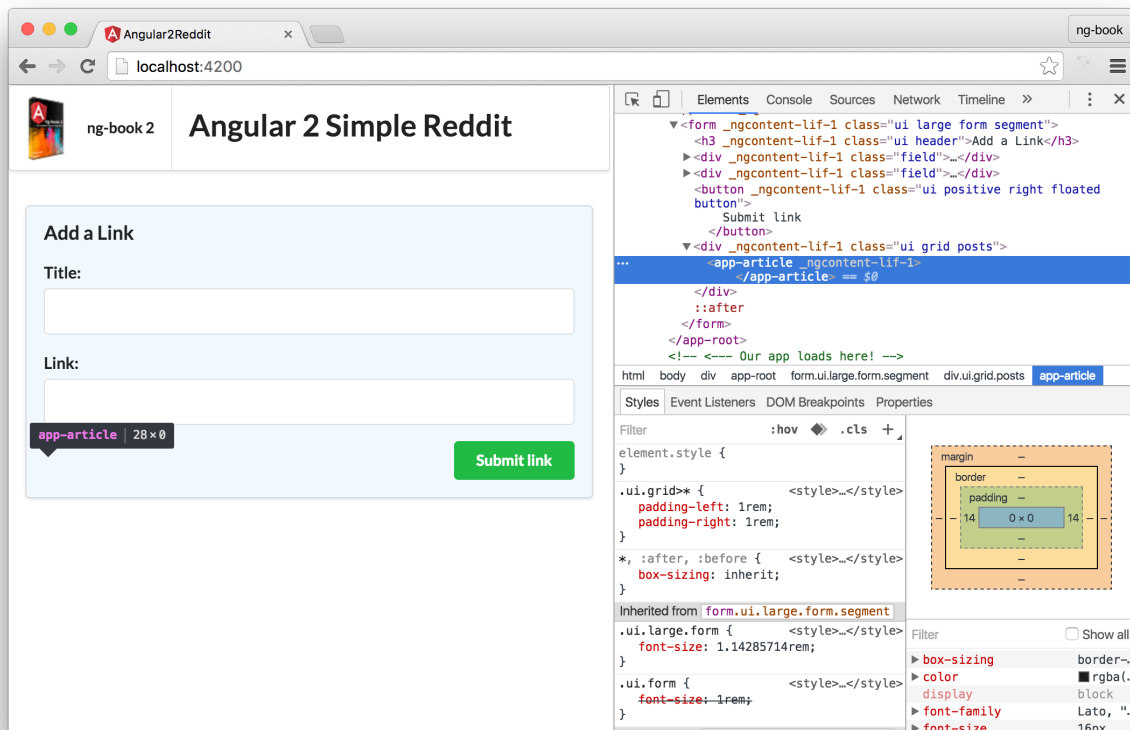 Angular2Reddit
ng-book
localhost:4200
ng-book 2
Angular 2 Simple Reddit
Add a Link
Title:
Link:
app-article | 28×0
Submit link
Elements Console Sources Network Timeline »
▼<form _ngcontent-lif-1 class="ui large form segment">
<h3 _ngcontent-lif-1 class="ui header">Add a Link</h3>
▶<div _ngcontent-lif-1 class="field">…</div>
▶<div _ngcontent-lif-1 class="field">…</div>
<button _ngcontent-lif-1 class="ui positive right floated
button">
Submit link
</button>
▼<div _ngcontent-lif-1 class="ui grid posts">
… <app-article _ngcontent-lif-1>
</app-article> == $0
</div>
::after
</form>
</app-root>
<!-- <--- Our app loads here! -->
html body div app-root form.ui.large.form.segment div.ui.grid.posts app-article
Styles Event Listeners DOM Breakpoints Properties
Filter :hov .cls +
element.style {
}
.ui.grid>* { <style>…</style>
padding-left: 1rem;
padding-right: 1rem;
}
*, :after, :before { <style>…</style>
box-sizing: inherit;
}
Inherited from form.ui.large.form.segment
.ui.large.form { <style>…</style>
font-size: 1.14285714rem;
}
.ui.form { <style>…</style>
font-size: 1rem;
}
margin –
border –
padding –
– – 14 0 × 0 14 – –
–
–
–
Filter Show all
▶ box-sizing border-…
▶ color rgba(…
display block
▶ font-family Lato, "…
▶ font-size 16px